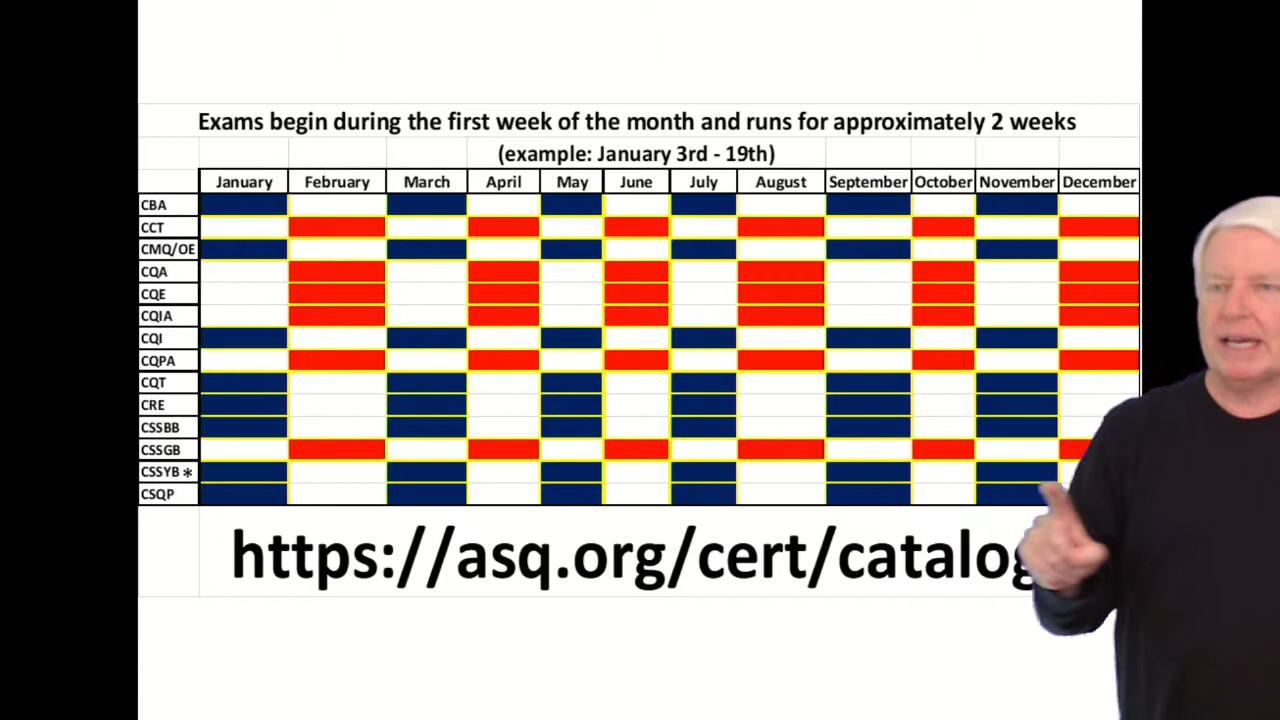 Exams begin during the first week of the month and runs for approximately 2 weeks
(example: January 3rd - 19th)
January February March April May June July August September October November December
CBA
CCT
CMQ/OE
CQA
CQE
CQIA
CQI
CQPA
CQT
CRE
CSSBB
CSSGB
CSSYB *
CSQP
https://asq.org/cert/catalog